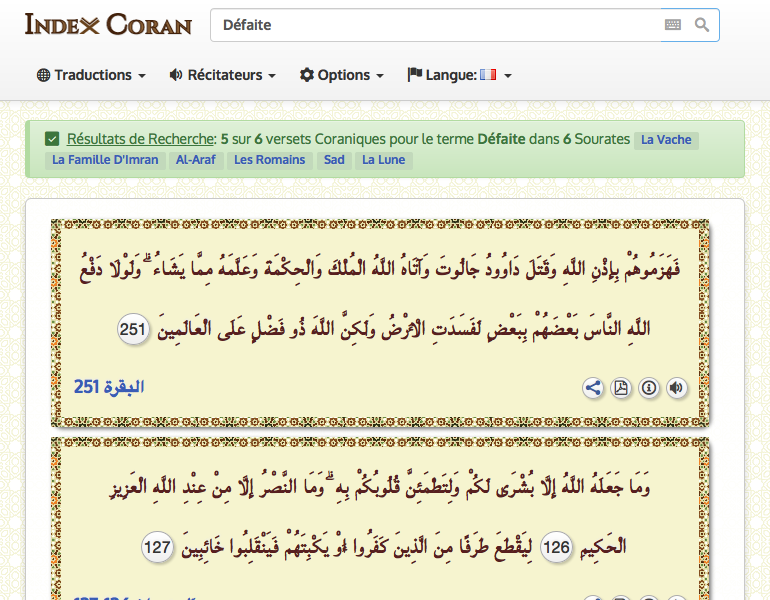 INDEX CORAN
Défaite
Traductions
Récitateurs
Options
Langue:
Résultats de Recherche: 5 sur 6 versets Coraniques pour le terme Défaite dans 6 Sourates La Vache
La Famille D'Imran Al-Araf Les Romains Sad La Lune
فَهَزَمُوهُمْ بِإِذْنِ اللَّهِ وَقَتَلَ دَاوُودُ جَالُوتَ وَآتَاهُ اللَّهُ الْمُلْكَ وَالْحِكْمَةَ وَعَلَّمَهُ مِمَّا يَشَاءُ ۗ وَلَوْلَا دَفْعُ
اللَّهِ النَّاسَ بَعْضَهُمْ بِبَعْضٍ لَفَسَدَتِ الْأَرْضُ وَلَٰكِنَّ اللَّهَ ذُو فَضْلٍ عَلَى الْعَالَمِينَ 251
البقرة 251
وَمَا جَعَلَهُ اللَّهُ إِلَّا بُشْرَىٰ لَكُمْ وَلِتَطْمَئِنَّ قُلُوبُكُمْ بِهِ ۗ وَمَا النَّصْرُ إِلَّا مِنْ عِنْدِ اللَّهِ الْعَزِيزِ
الْحَكِيمِ 126 لِيَقْطَعَ طَرَفًا مِنَ الَّذِينَ كَفَرُوا أَوْ يَكْبِتَهُمْ فَيَنْقَلِبُوا خَائِبِينَ 127